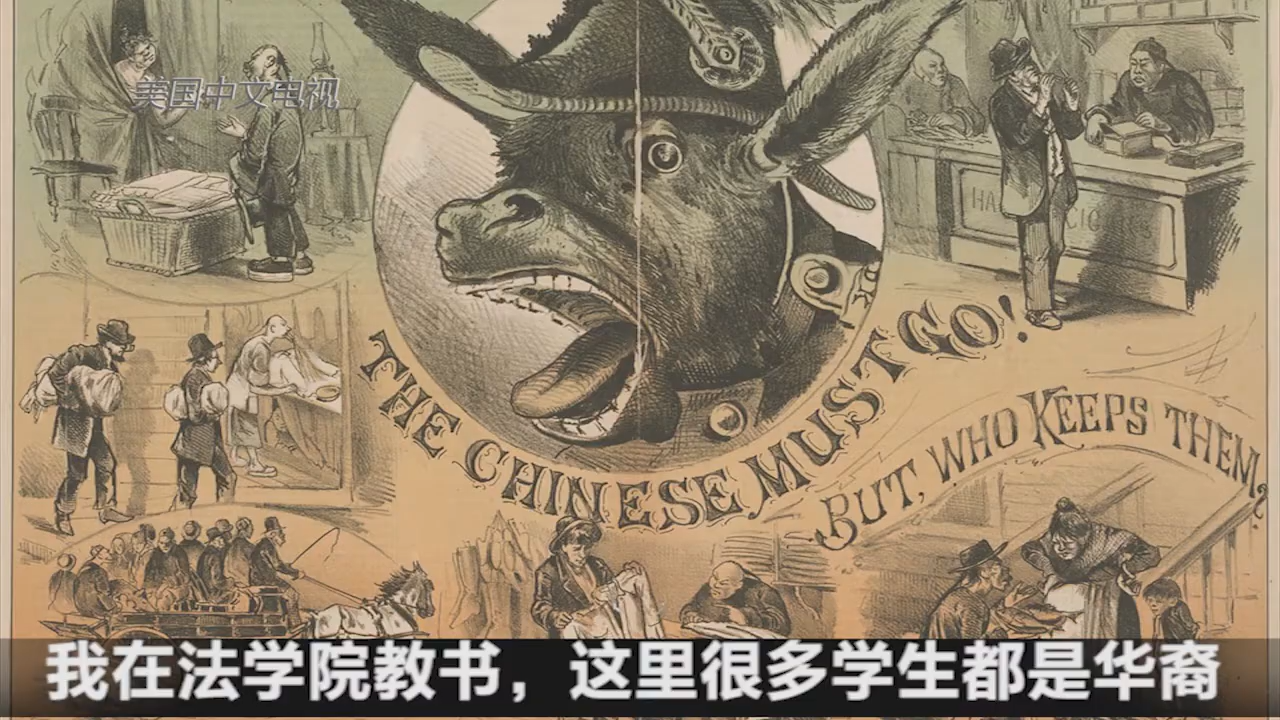 美国中文电视
THE CHINESE MUST GO!
BUT, WHO KEEPS THEM?
我在法学院教书，这里很多学生都是华裔